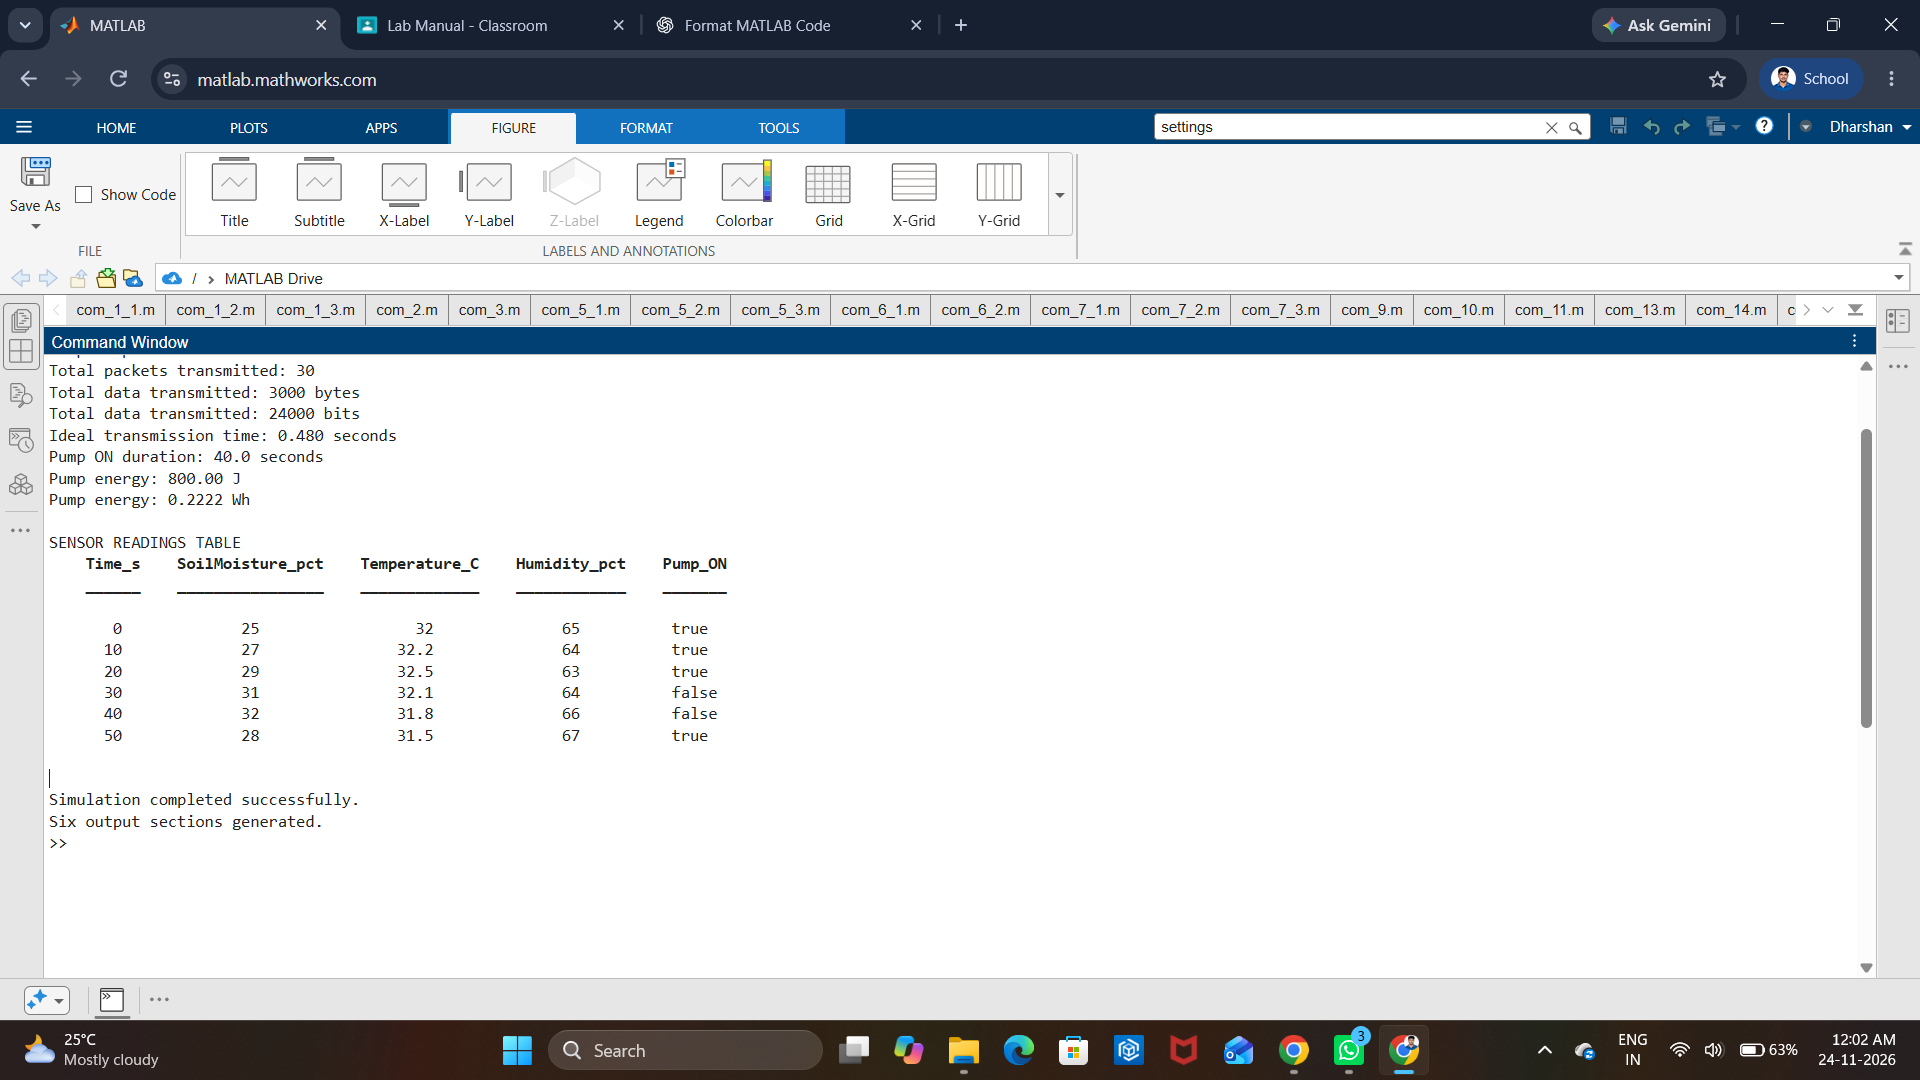 MATLAB
Lab Manual - Classroom
Format MATLAB Code
Ask Gemini
matlab.mathworks.com
School
HOME
PLOTS
APPS
FIGURE
FORMAT
TOOLS
settings
Dharshan
Save As
Show Code
Title
Subtitle
X-Label
Y-Label
Z-Label
Legend
Colorbar
Grid
X-Grid
Y-Grid
FILE
LABELS AND ANNOTATIONS
/ > MATLAB Drive
com_1_1.m
com_1_2.m
com_1_3.m
com_2.m
com_3.m
com_5_1.m
com_5_2.m
com_5_3.m
com_6_1.m
com_6_2.m
com_7_1.m
com_7_2.m
com_7_3.m
com_9.m
com_10.m
com_11.m
com_13.m
com_14.m
Command Window
Total packets transmitted: 30
Total data transmitted: 3000 bytes
Total data transmitted: 24000 bits
Ideal transmission time: 0.480 seconds
Pump ON duration: 40.0 seconds
Pump energy: 800.00 J
Pump energy: 0.2222 Wh
SENSOR READINGS TABLE
Time_s SoilMoisture_pct Temperature_C Humidity_pct Pump_ON
0 25 32 65 true
10 27 32.2 64 true
20 29 32.5 63 true
30 31 32.1 64 false
40 32 31.8 66 false
50 28 31.5 67 true
Simulation completed successfully.
Six output sections generated.
>>
25°C
Mostly cloudy
Search
3
ENG
IN
63%
12:02 AM
24-11-2026